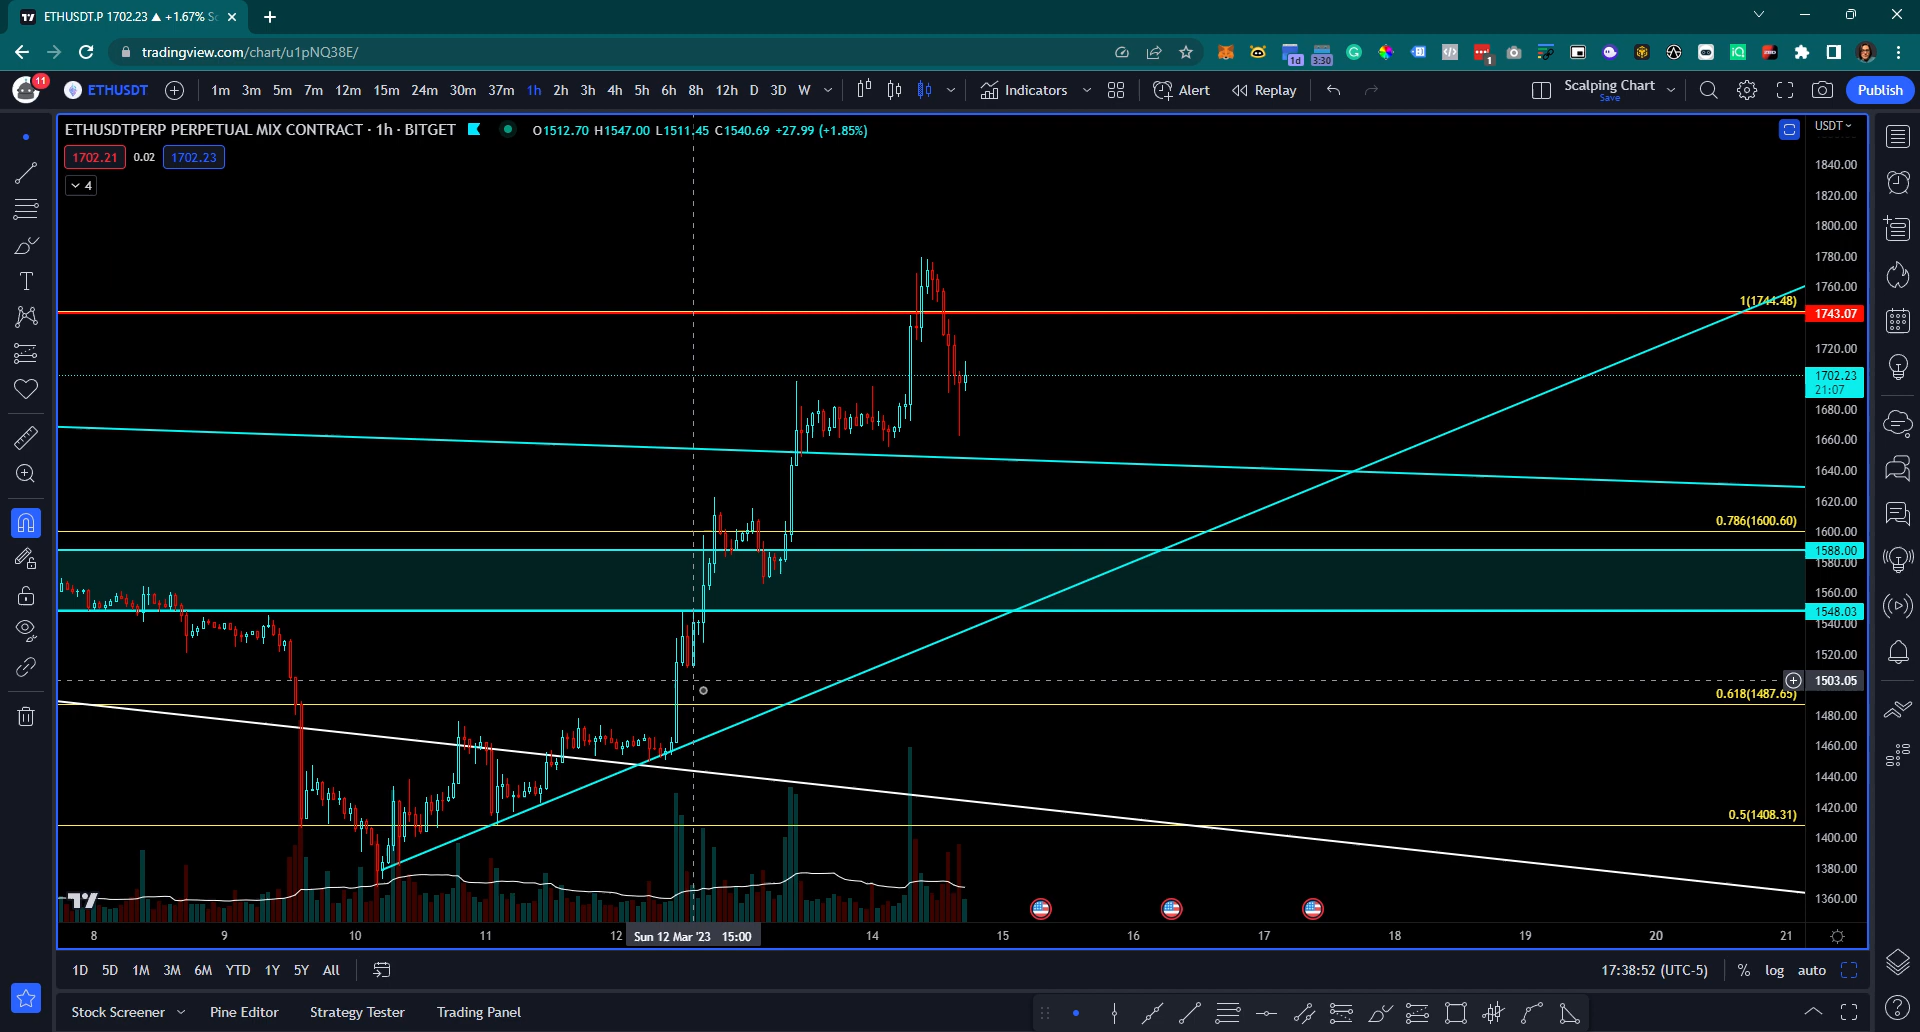 ETHUSDT.P 1702.23 ▲ +1.67% Sc
tradingview.com/chart/u1pNQ38E/
1d
3:30
1
11
ETHUSDT
1m 3m 5m 7m 12m 15m 24m 30m 37m 1h 2h 3h 4h 5h 6h 8h 12h D 3D W
Indicators
Alert
Replay
Scalping Chart
Save
Publish
ETHUSDTPERP PERPETUAL MIX CONTRACT · 1h · BITGET
O1512.70 H1547.00 L1511.45 C1540.69 +27.99 (+1.85%)
USDT
1702.21
0.02
1702.23
4
1840.00
1820.00
1800.00
1780.00
1760.00
1(1744.48)
1743.07
1720.00
1702.23
21:07
1680.00
1660.00
1640.00
1620.00
0.786(1600.60)
1600.00
1588.00
1580.00
1560.00
1548.03
1540.00
1520.00
1503.05
0.618(1487.65)
1480.00
1460.00
1440.00
1420.00
0.5(1408.31)
1400.00
1380.00
1360.00
8 9 10 11 12 Sun 12 Mar '23 15:00 14 15 16 17 18 19 20 21
1D 5D 1M 3M 6M YTD 1Y 5Y All
17:38:52 (UTC-5)
% log auto
Stock Screener
Pine Editor
Strategy Tester
Trading Panel